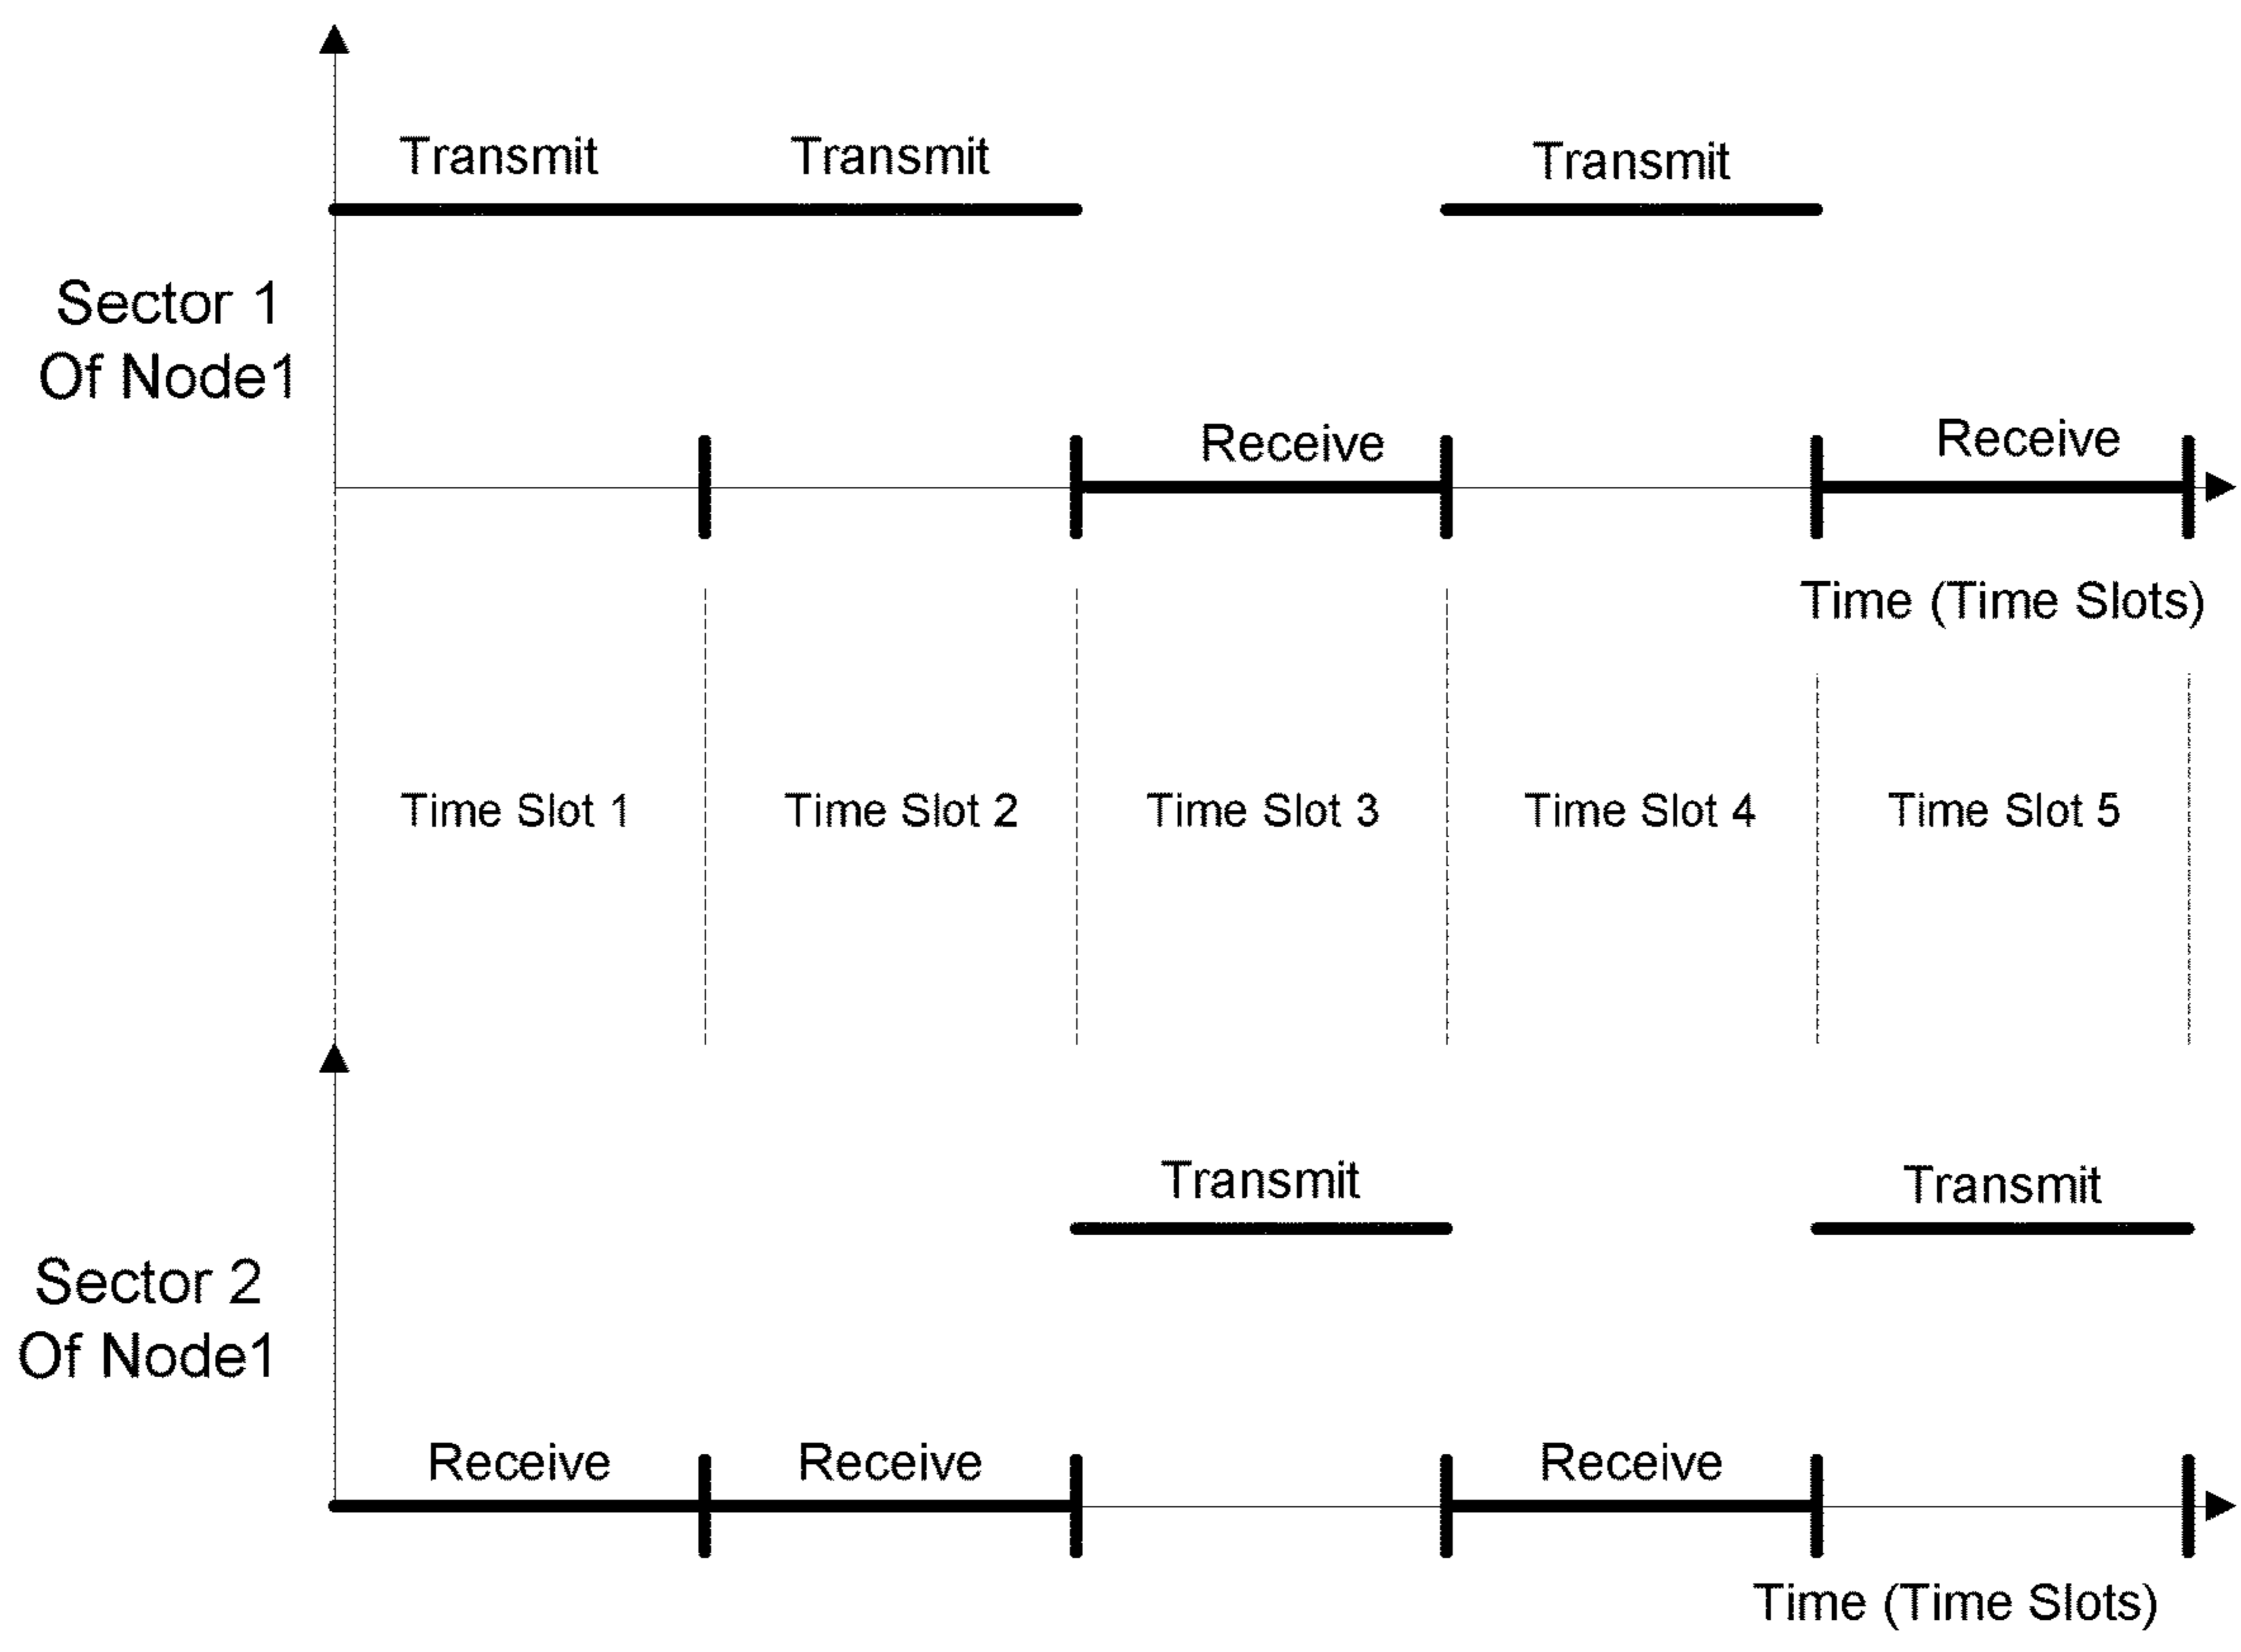 Transmit
Transmit
Transmit
Sector 1
Of Node1
Receive
Receive
Time (Time Slots)
Time Slot 1
Time Slot 2
Time Slot 3
Time Slot 4
Time Slot 5
Transmit
Transmit
Sector 2
Of Node1
Receive
Receive
Receive
Time (Time Slots)